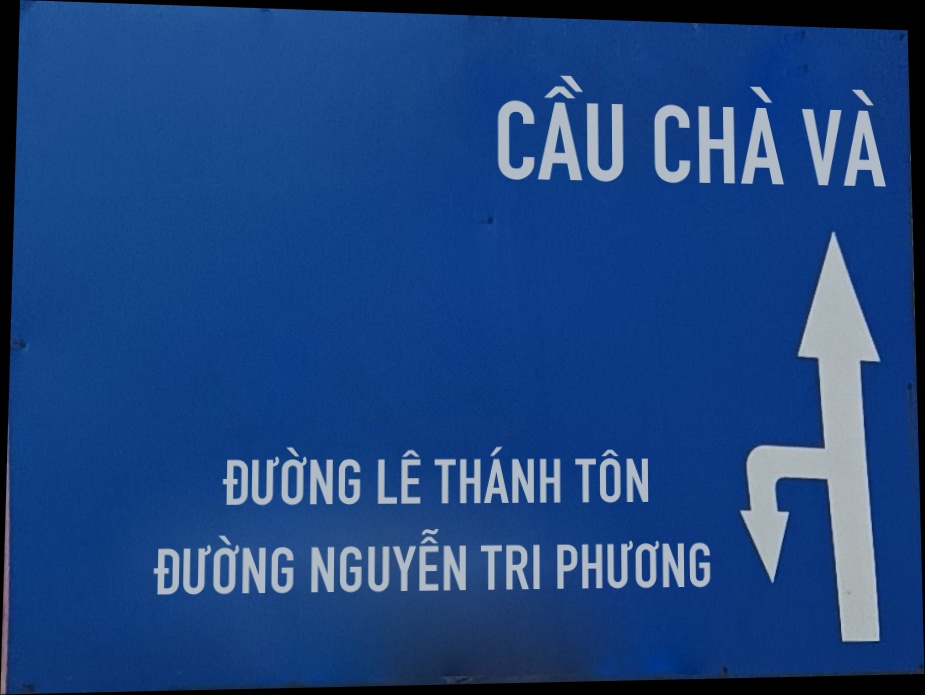 CẦU CHÀ VÀ
ĐƯỜNG LÊ THÁNH TÔN
ĐƯỜNG NGUYỄN TRI PHƯƠNG